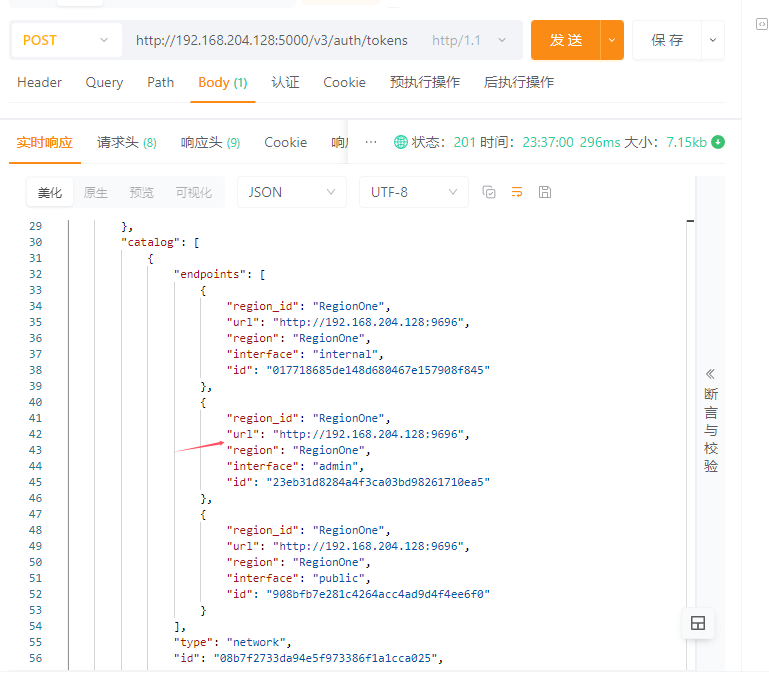 POST http://192.168.204.128:5000/v3/auth/tokens http/1.1 发 送 保 存
Header Query Path Body (1) 认证 Cookie 预执行操作 后执行操作
实时响应 请求头 (8) 响应头 (9) Cookie ··· 状态： 201 时间： 23:37:00 296ms 大小： 7.15kb
美化 原生 预览 可视化 JSON UTF-8
29 },
30 "catalog": [
31 {
32 "endpoints": [
33 {
34 "region_id": "RegionOne",
35 "url": "http://192.168.204.128:9696",
36 "region": "RegionOne",
37 "interface": "internal",
38 "id": "017718685de148d680467e157908f845"
39 },
40 {
41 "region_id": "RegionOne",
42 "url": "http://192.168.204.128:9696",
43 "region": "RegionOne",
44 "interface": "admin",
45 "id": "23eb31d8284a4f3ca03bd98261710ea5"
46 },
47 {
48 "region_id": "RegionOne",
49 "url": "http://192.168.204.128:9696",
50 "region": "RegionOne",
51 "interface": "public",
52 "id": "908bfb7e281c4264acc4ad9d4f4ee6f0"
53 }
54 ],
55 "type": "network",
56 "id": "08b7f2733da94e5f973386f1a1cca025",
断言与校验